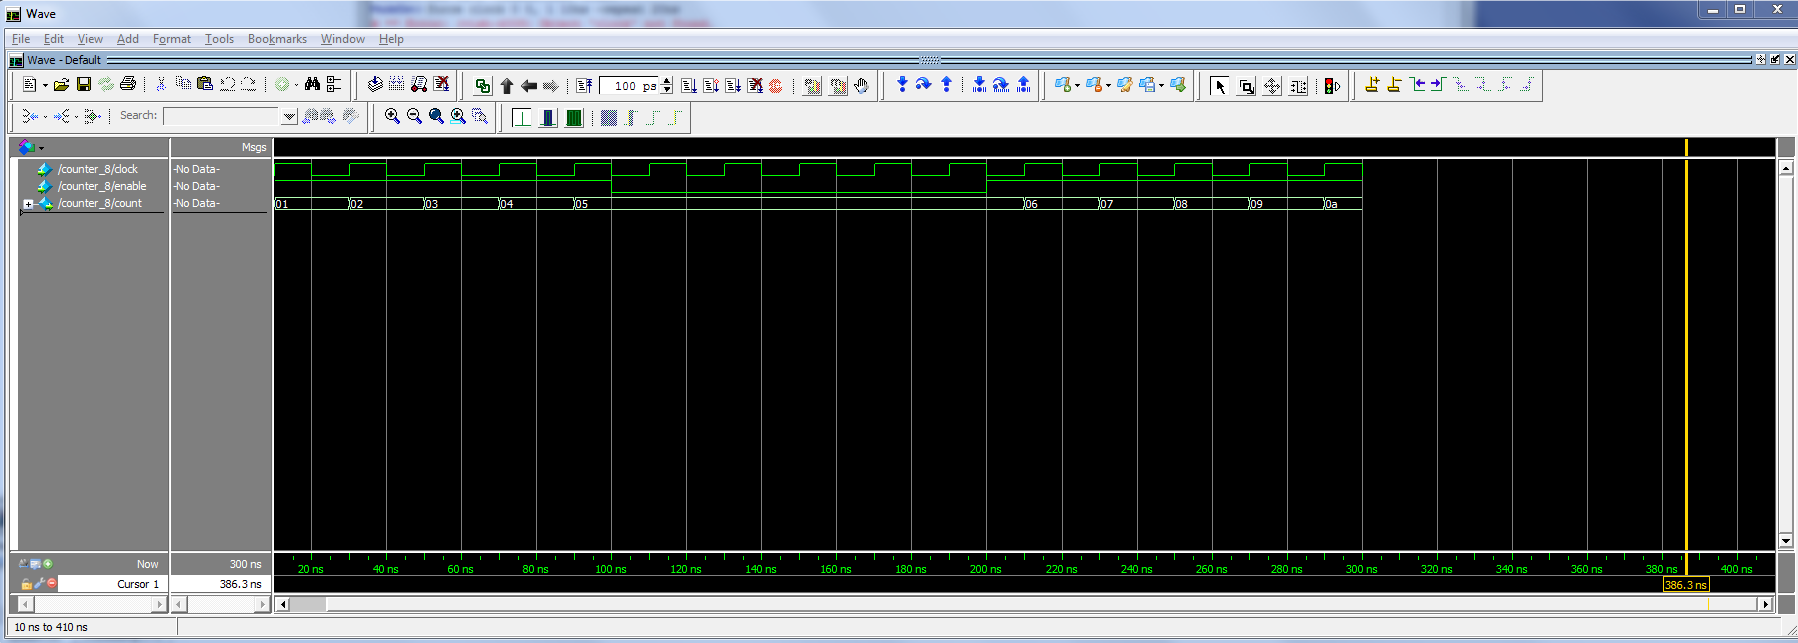 Wave
File Edit View Add Format Tools Bookmarks Window Help
Wave - Default
100 ps
Search:
Msgs
/counter_8/clock -No Data-
/counter_8/enable -No Data-
/counter_8/count -No Data- 01 02 03 04 05 06 07 08 09 0a
Now 300 ns 20 ns 40 ns 60 ns 80 ns 100 ns 120 ns 140 ns 160 ns 180 ns 200 ns 220 ns 240 ns 260 ns 280 ns 300 ns 320 ns 340 ns 360 ns 380 ns 400 ns
Cursor 1 386.3 ns 386.3 ns
10 ns to 410 ns